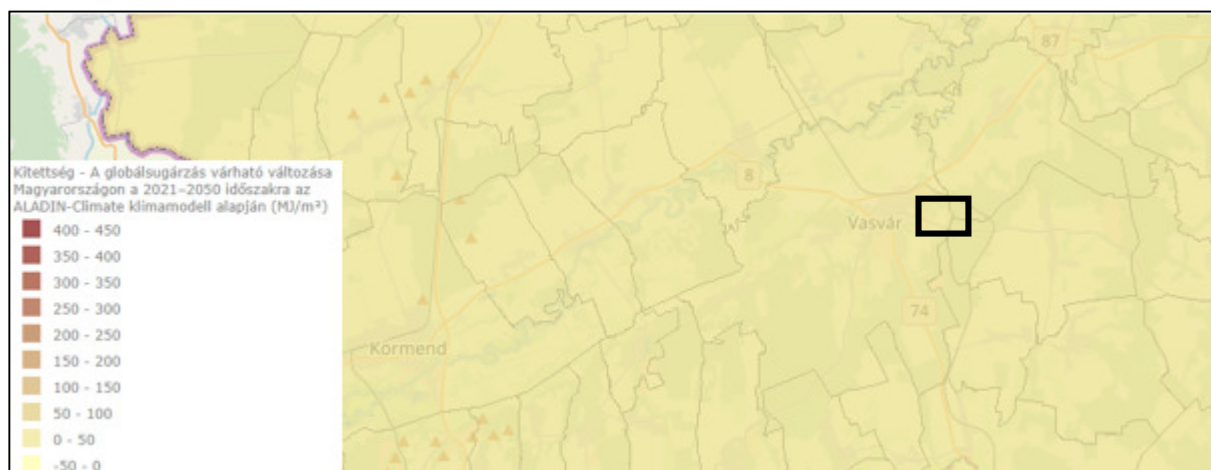 87
8
Vasvár
74
Körmend
Kitettség - A globálsugárzás várható változása
Magyarországon a 2021-2050 időszakra az
ALADIN-Climate klímamodell alapján (MJ/m²)
400 - 450
350 - 400
300 - 350
250 - 300
200 - 250
150 - 200
100 - 150
50 - 100
0 - 50
-50 - 0